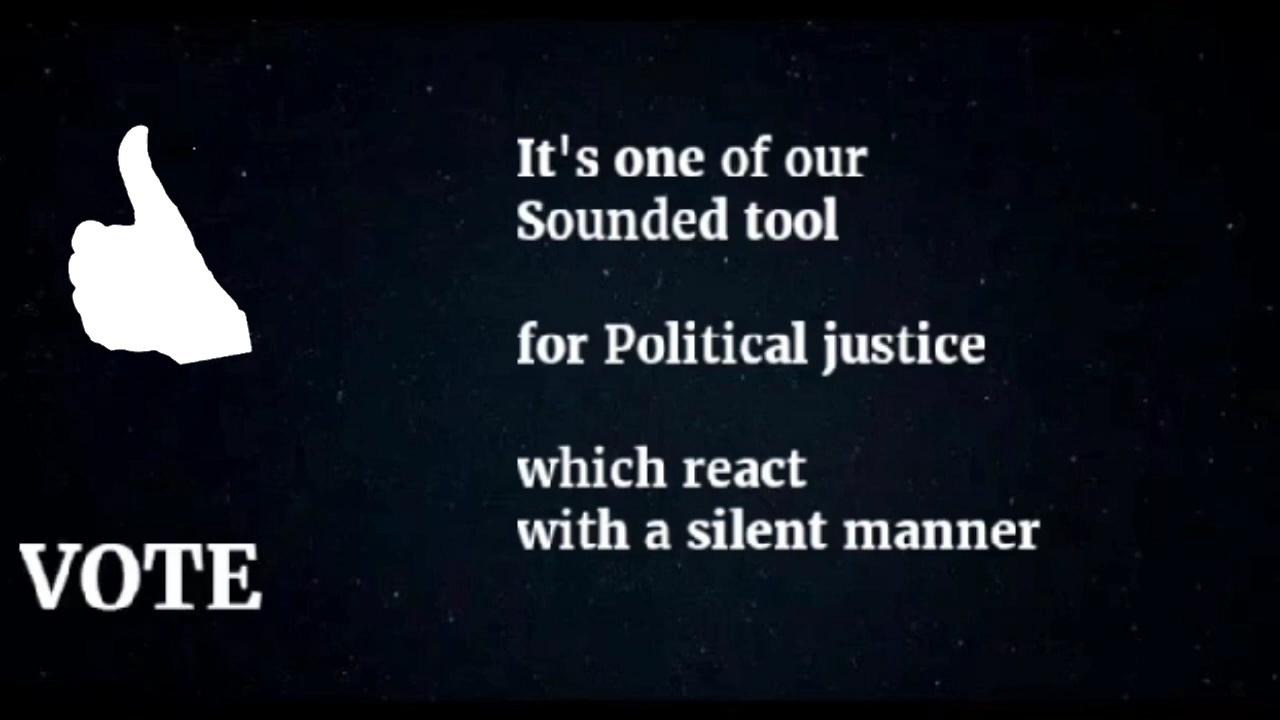 It's one of our
Sounded tool
for Political justice
which react
with a silent manner
VOTE